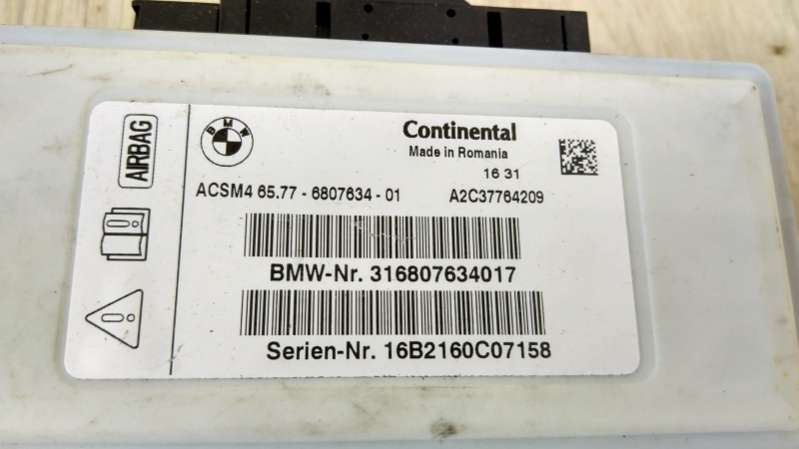 AIRBAG
BMW
Continental
Made in Romania
16 31
ACSM4 65.77 - 6807634 - 01 A2C37764209
BMW-Nr. 316807634017
Serien-Nr. 16B2160C07158